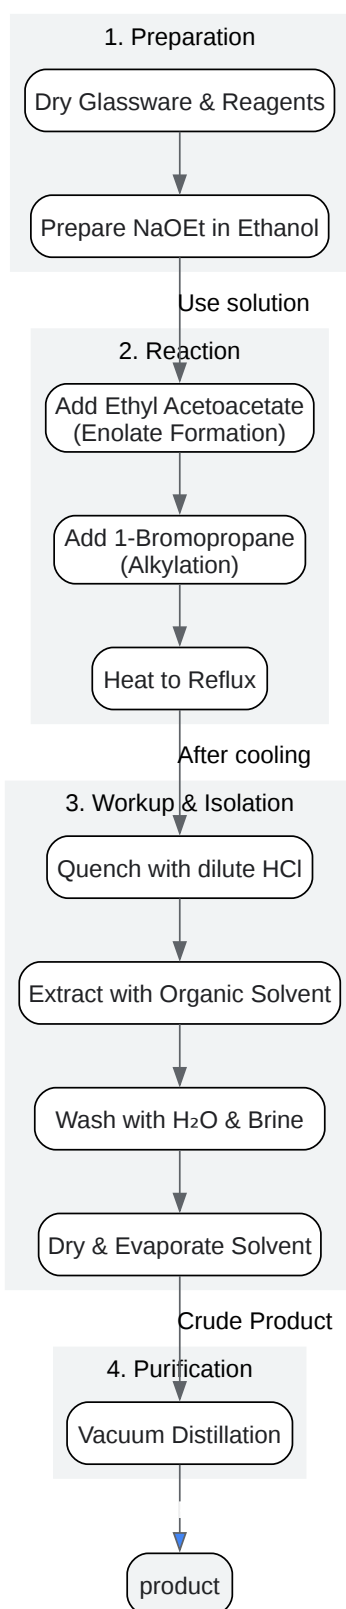 1. Preparation
Dry Glassware & Reagents
Prepare NaOEt in Ethanol
Use solution
2. Reaction
Add Ethyl Acetoacetate
(Enolate Formation)
Add 1-Bromopropane
(Alkylation)
Heat to Reflux
After cooling
3. Workup & Isolation
Quench with dilute HCl
Extract with Organic Solvent
Wash with H₂O & Brine
Dry & Evaporate Solvent
Crude Product
4. Purification
Vacuum Distillation
product